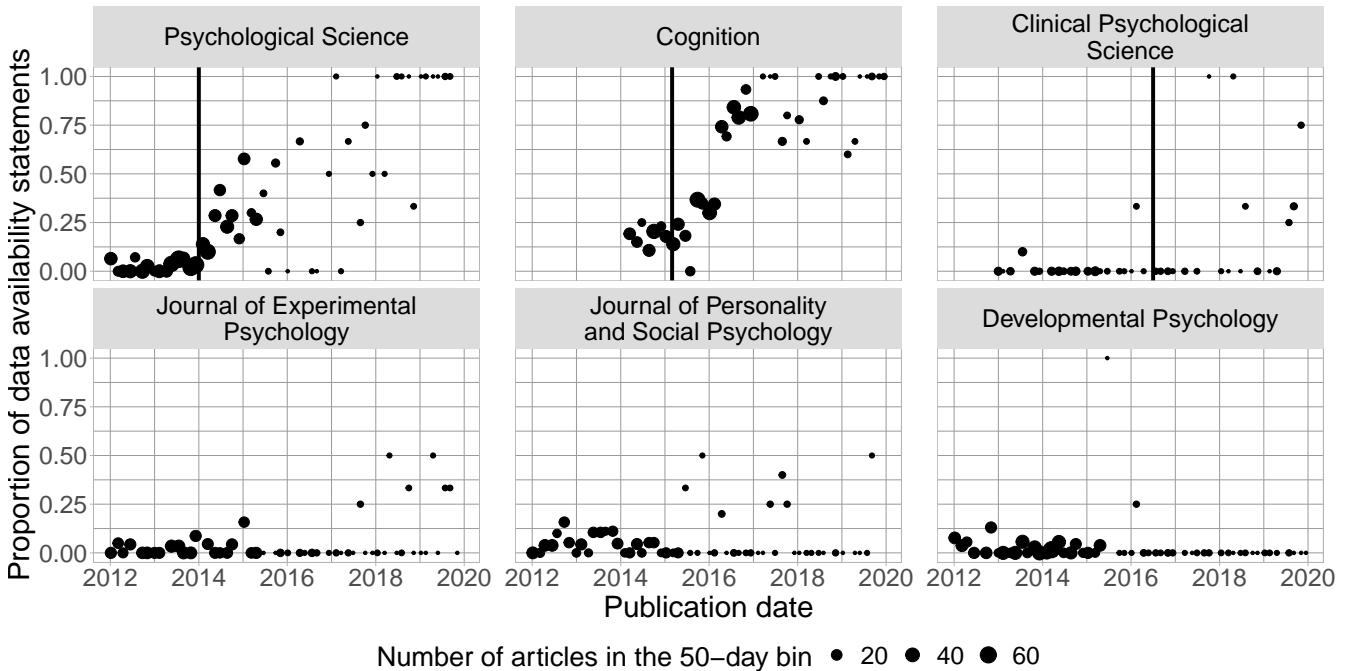 Psychological Science
Cognition
Clinical Psychological
Science
Proportion of data availability statements
1.00
0.75
0.50
0.25
0.00
Journal of Experimental
Psychology
Journal of Personality
and Social Psychology
Developmental Psychology
1.00
0.75
0.50
0.25
0.00
2012 2014 2016 2018 2020
2012 2014 2016 2018 2020
2012 2014 2016 2018 2020
Publication date
Number of articles in the 50−day bin 20 40 60